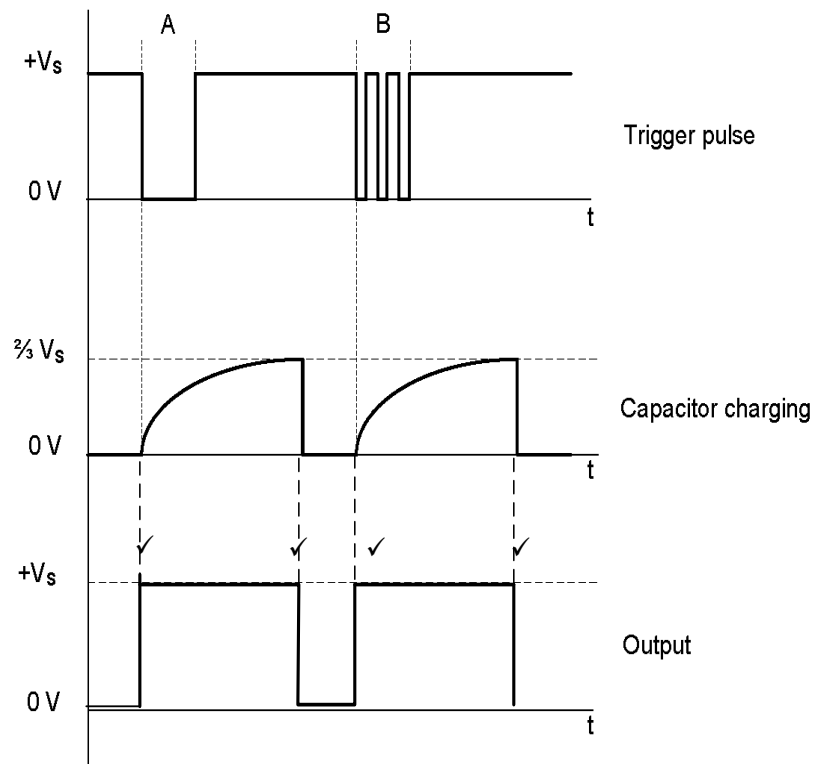 A B
+Vs
Trigger pulse
0 V
t
⅔ Vs
Capacitor charging
0 V
t
✓ ✓ ✓ ✓
+Vs
Output
0 V
t